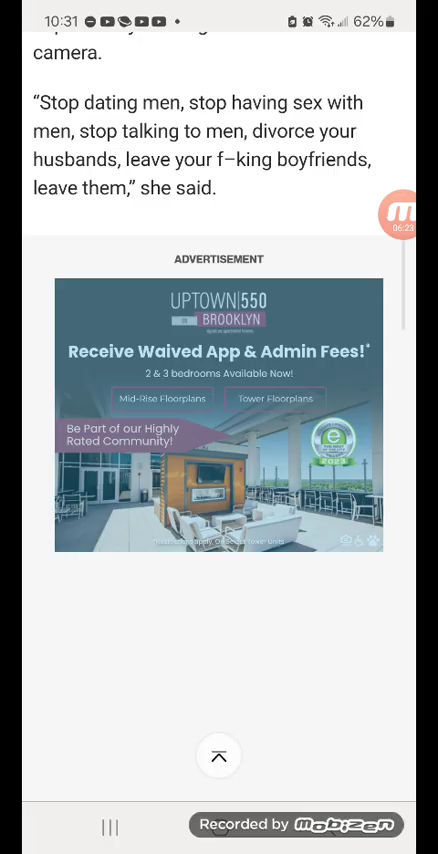 10:31
62%
camera.
“Stop dating men, stop having sex with
men, stop talking to men, divorce your
husbands, leave your f–king boyfriends,
leave them,” she said.
06:23
ADVERTISEMENT
UPTOWN|550
ON BROOKLYN
Receive Waived App & Admin Fees!*
2 & 3 bedrooms Available Now!
Mid-Rise Floorplans
Tower Floorplans
Be Part of our Highly
Rated Community!
2023
Recorded by mobizen